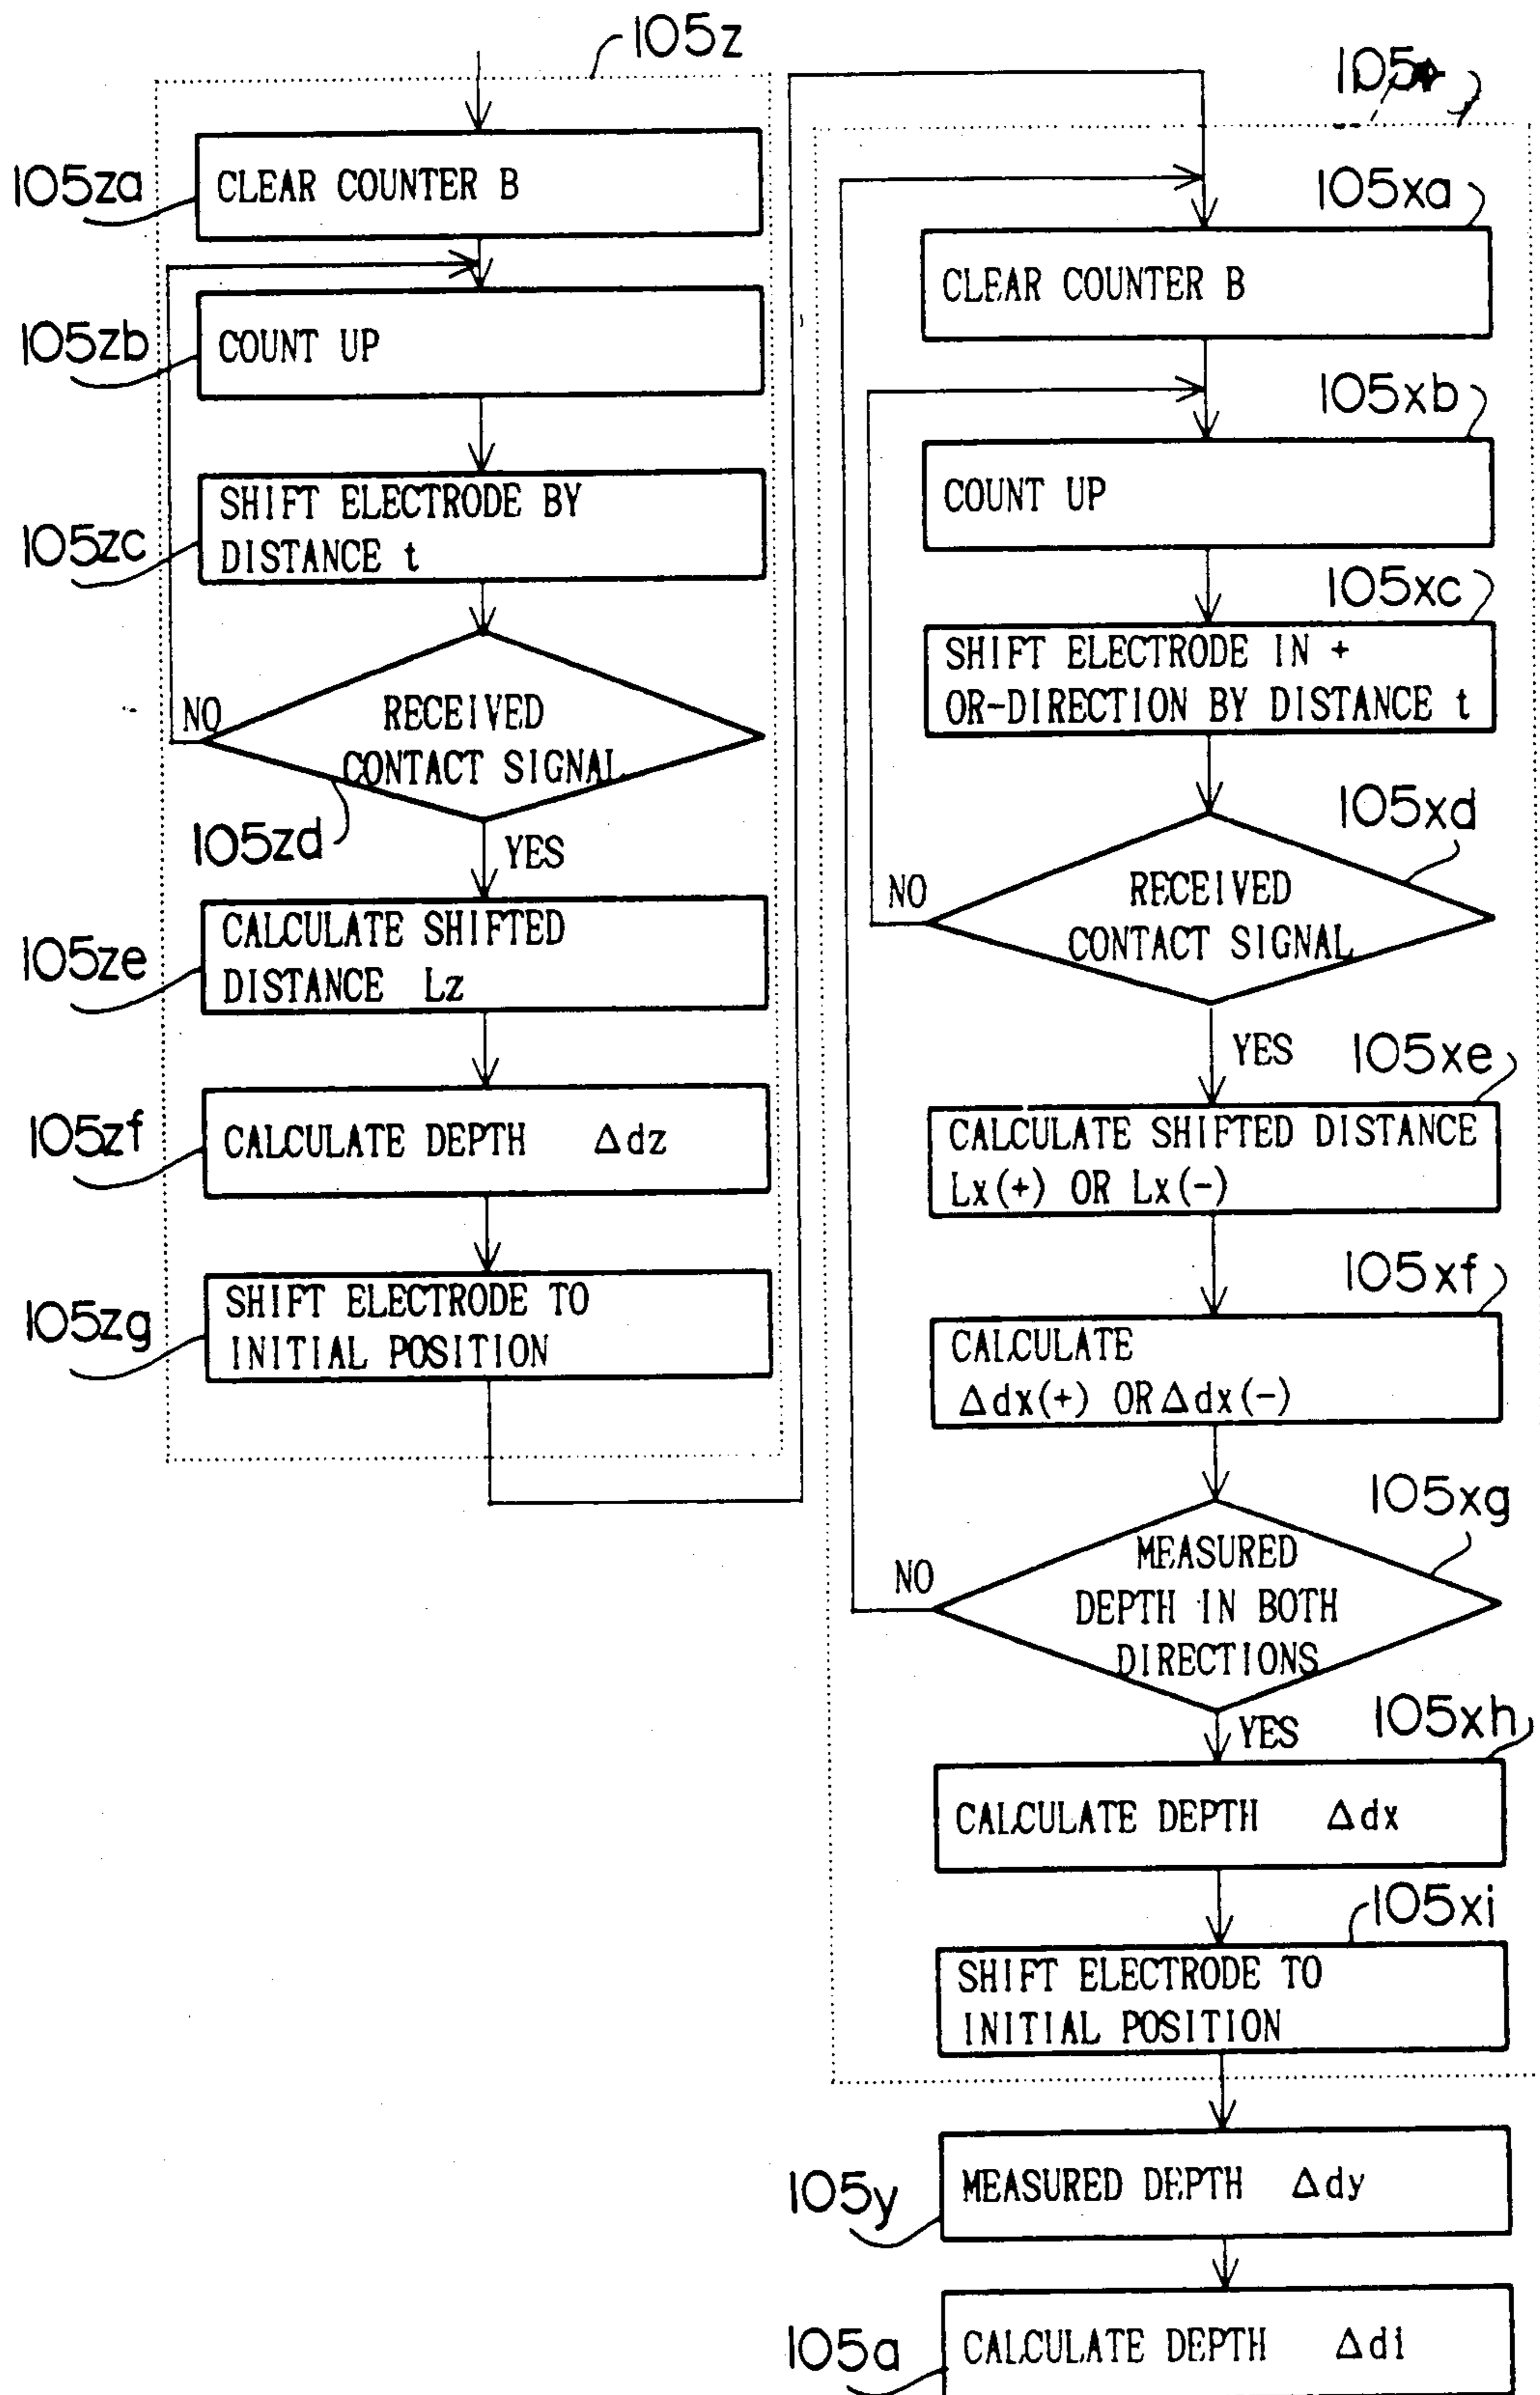 105z
105za
CLEAR COUNTER B
105zb
COUNT UP
105zc
SHIFT ELECTRODE BY
DISTANCE t
NO
RECEIVED
CONTACT SIGNAL
105zd
YES
105ze
CALCULATE SHIFTED
DISTANCE Lz
105zf
CALCULATE DEPTH Δdz
105zg
SHIFT ELECTRODE TO
INITIAL POSITION
105xa
CLEAR COUNTER B
105xb
COUNT UP
105xc
SHIFT ELECTRODE IN +
OR-DIRECTION BY DISTANCE t
105xd
NO
RECEIVED
CONTACT SIGNAL
YES
105xe
CALCULATE SHIFTED DISTANCE
Lx(+) OR Lx(-)
105xf
CALCULATE
Δdx(+) OR Δdx(-)
105xg
NO
MEASURED
DEPTH IN BOTH
DIRECTIONS
YES
105xh
CALCULATE DEPTH Δdx
105xi
SHIFT ELECTRODE TO
INITIAL POSITION
105y
MEASURED DEPTH Δdy
105a
CALCULATE DEPTH Δdi